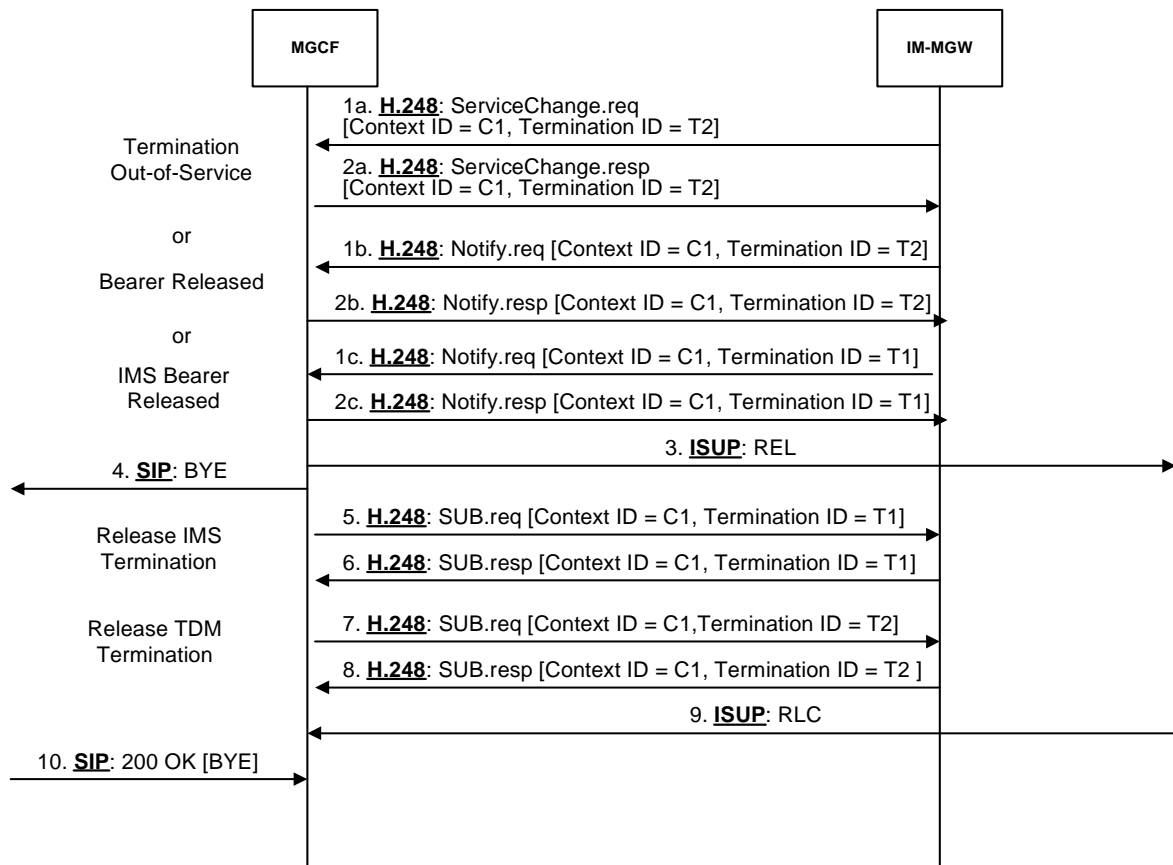 MGCF
IM-MGW
1a. H.248: ServiceChange.req
[Context ID = C1, Termination ID = T2]
Termination
Out-of-Service
2a. H.248: ServiceChange.resp
[Context ID = C1, Termination ID = T2]
or
1b. H.248: Notify.req [Context ID = C1, Termination ID = T2]
Bearer Released
2b. H.248: Notify.resp [Context ID = C1, Termination ID = T2]
or
1c. H.248: Notify.req [Context ID = C1, Termination ID = T1]
IMS Bearer
Released
2c. H.248: Notify.resp [Context ID = C1, Termination ID = T1]
3. ISUP: REL
4. SIP: BYE
5. H.248: SUB.req [Context ID = C1, Termination ID = T1]
Release IMS
Termination
6. H.248: SUB.resp [Context ID = C1, Termination ID = T1]
7. H.248: SUB.req [Context ID = C1,Termination ID = T2]
Release TDM
Termination
8. H.248: SUB.resp [Context ID = C1, Termination ID = T2 ]
9. ISUP: RLC
10. SIP: 200 OK [BYE]